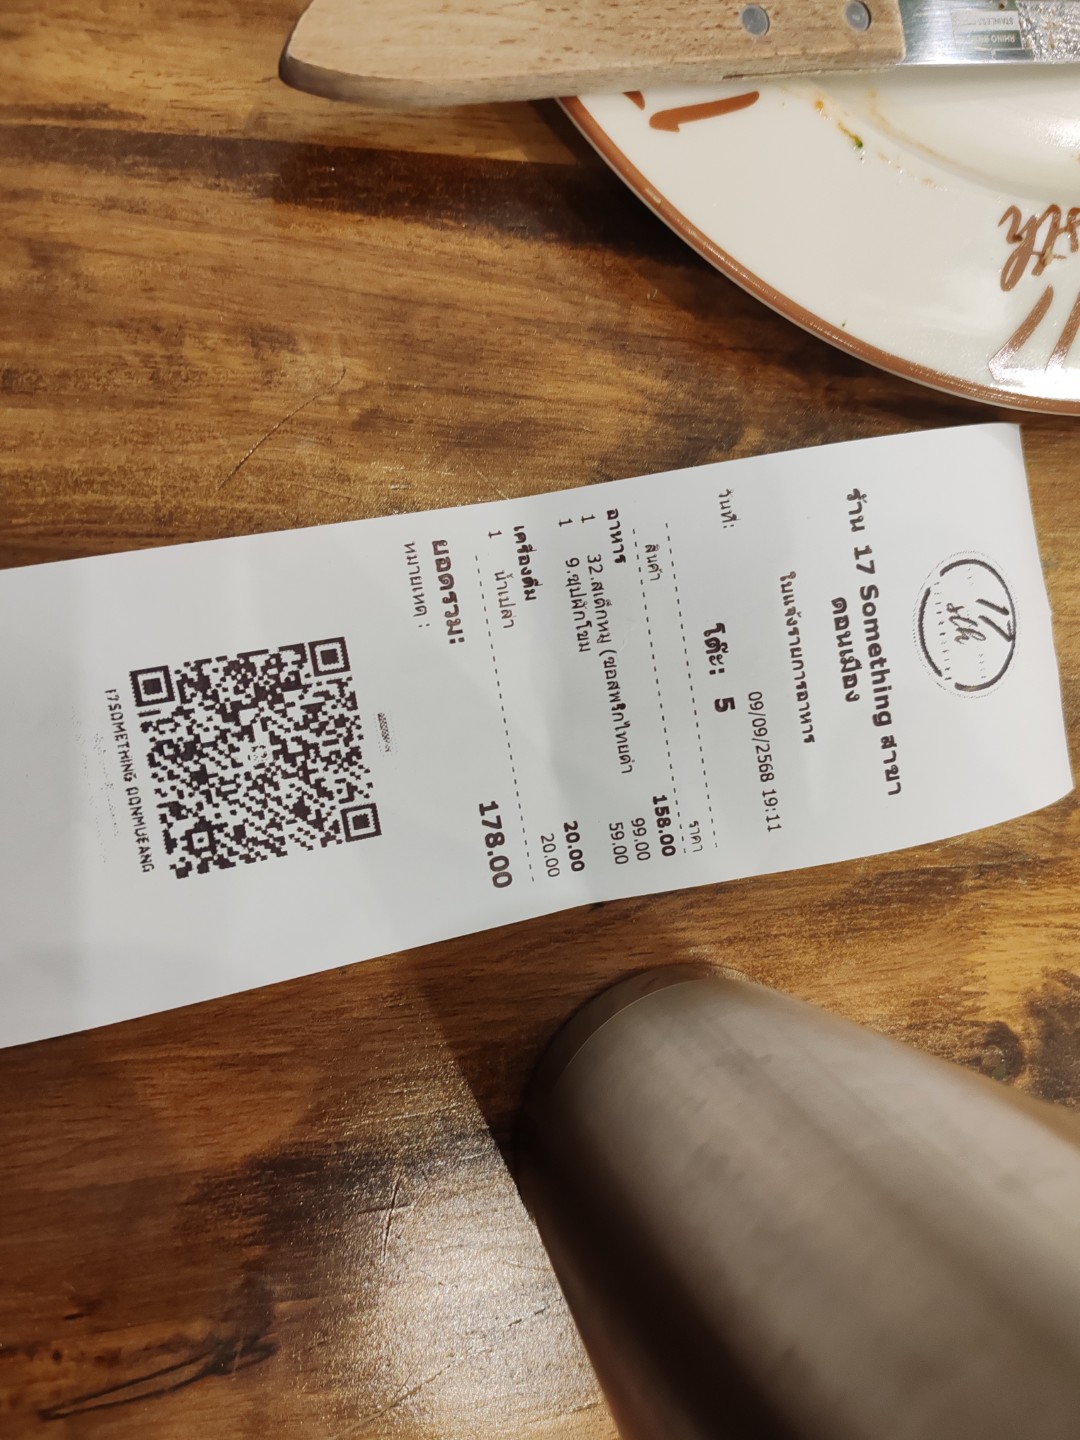 17
sth
ร้าน 17 Something สาขา
ดอนเมือง
ใบแจ้งรายการอาหาร
วันที่: 09/09/2568 19:11
โต๊ะ: 5
สินค้า ราคา
อาหาร 158.00
1 32.สเต็กหมู (ซอสพริกไทยดำ 99.00
1 9.ซุปผักโขม 59.00
เครื่องดื่ม 20.00
1 น้ำเปล่า 20.00
ยอดรวม: 178.00
หมายเหตุ :
17SOMETHING DONMUEANG
17
sth